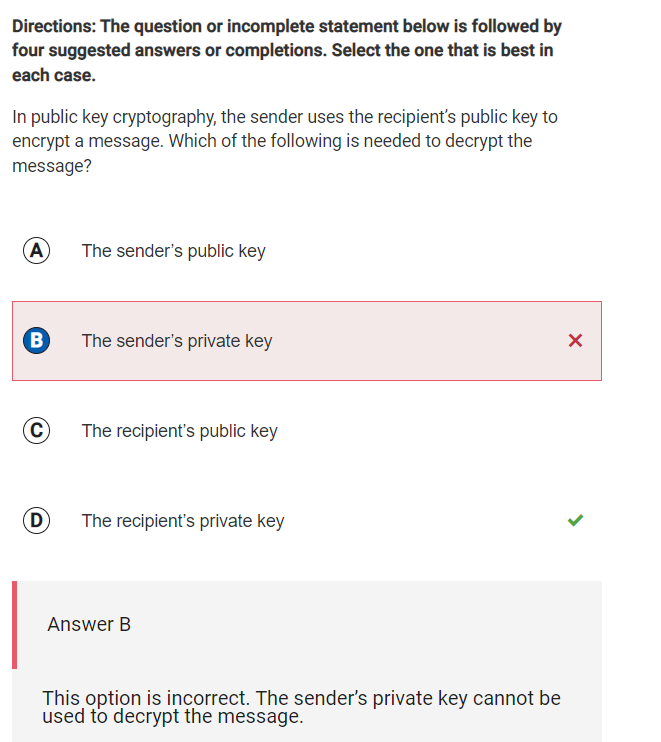 Directions: The question or incomplete statement below is followed by
four suggested answers or completions. Select the one that is best in
each case.
In public key cryptography, the sender uses the recipient’s public key to
encrypt a message. Which of the following is needed to decrypt the
message?
A The sender’s public key
B The sender’s private key
C The recipient’s public key
D The recipient’s private key
Answer B
This option is incorrect. The sender’s private key cannot be
used to decrypt the message.